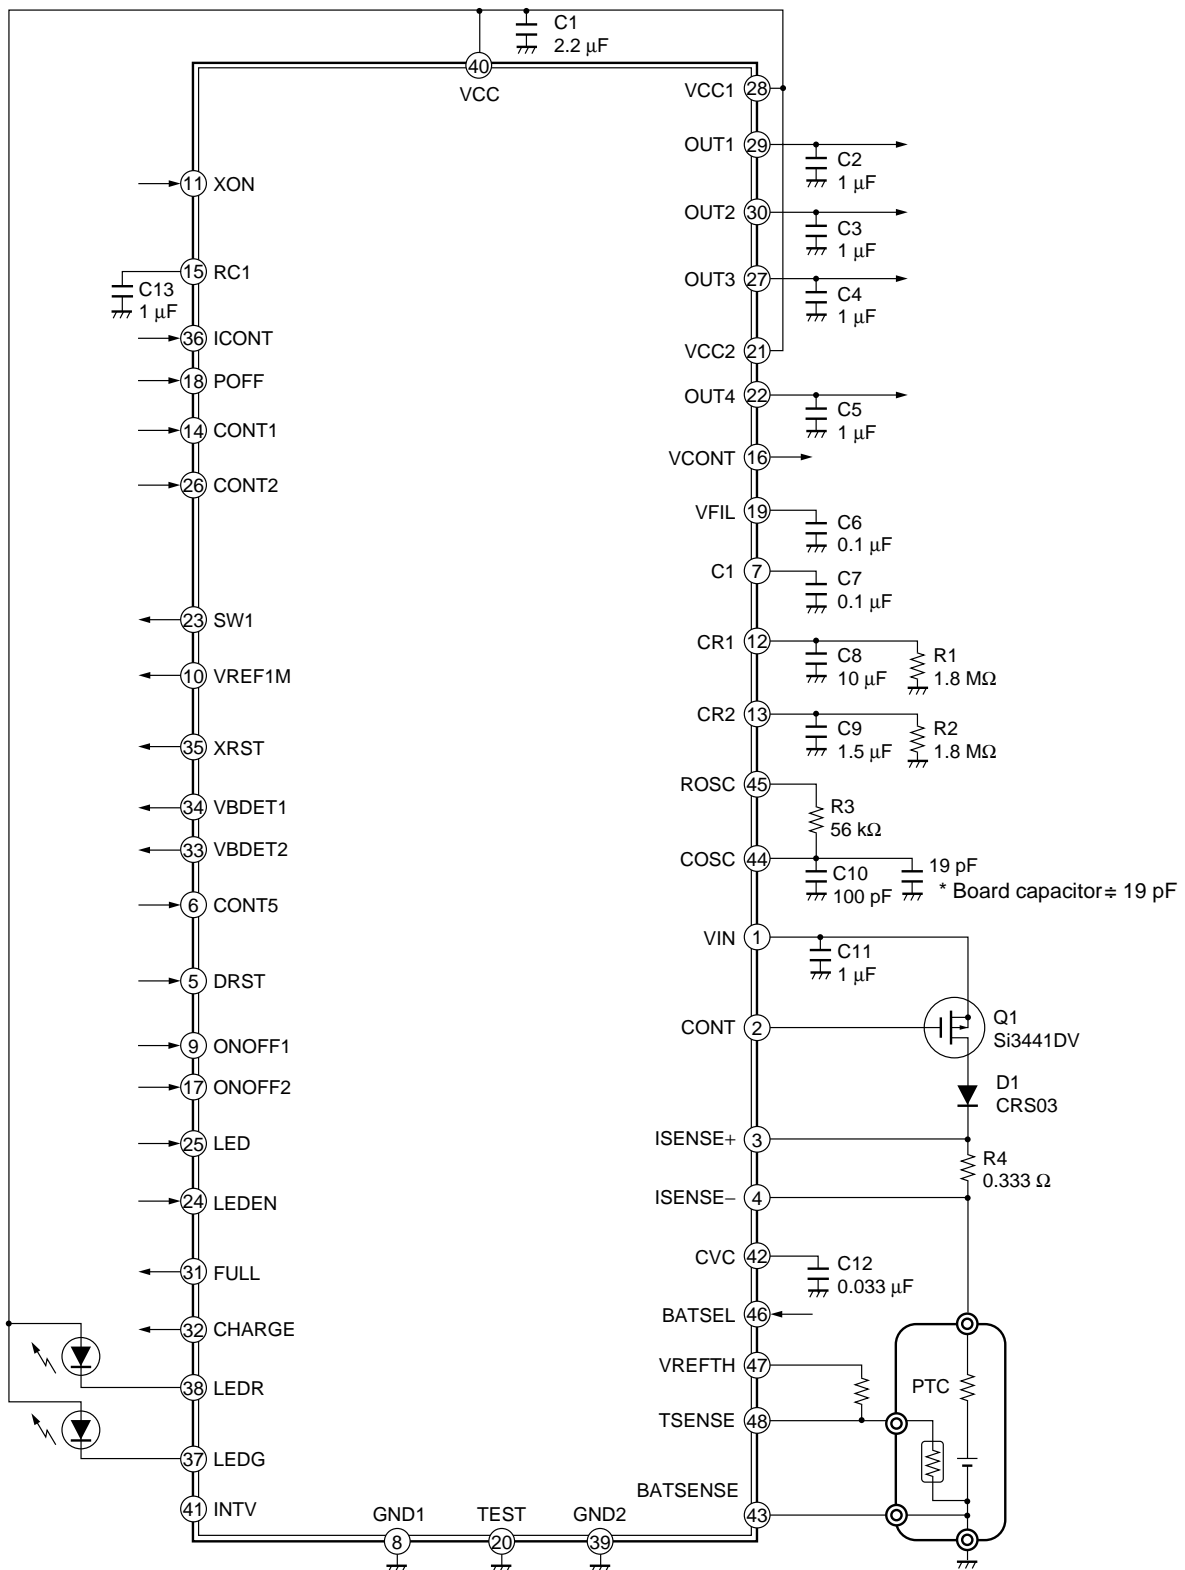 C1
2.2 µF
40
VCC
VCC1
28
OUT1
29
C2
1 µF
11
XON
OUT2
30
C3
1 µF
15
RC1
C13
1 µF
OUT3
27
C4
1 µF
36
ICONT
VCC2
21
18
POFF
OUT4
22
C5
1 µF
14
CONT1
VCONT
16
26
CONT2
VFIL
19
C6
0.1 µF
C1
7
C7
0.1 µF
23
SW1
CR1
12
C8
10 µF
R1
1.8 MΩ
10
VREF1M
CR2
13
C9
1.5 µF
R2
1.8 MΩ
35
XRST
ROSC
45
R3
56 kΩ
34
VBDET1
33
VBDET2
COSC
44
C10
100 pF
19 pF
* Board capacitor ≒ 19 pF
6
CONT5
VIN
1
C11
1 µF
5
DRST
CONT
2
Q1
Si3441DV
9
ONOFF1
17
ONOFF2
D1
CRS03
25
LED
ISENSE+
3
R4
0.333 Ω
24
LEDEN
ISENSE−
4
31
FULL
CVC
42
C12
0.033 µF
32
CHARGE
BATSEL
46
38
LEDR
VREFTH
47
PTC
TSENSE
48
37
LEDG
BATSENSE
43
41
INTV
GND1
8
TEST
20
GND2
39